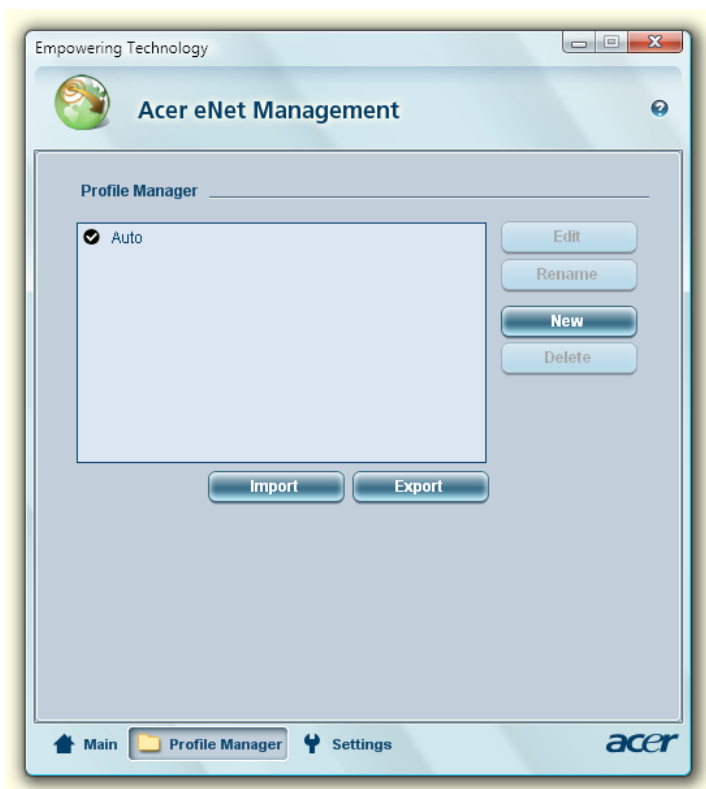 Empowering Technology
Acer eNet Management
Profile Manager
Auto
Edit
Rename
New
Delete
Import Export
Main Profile Manager Settings acer